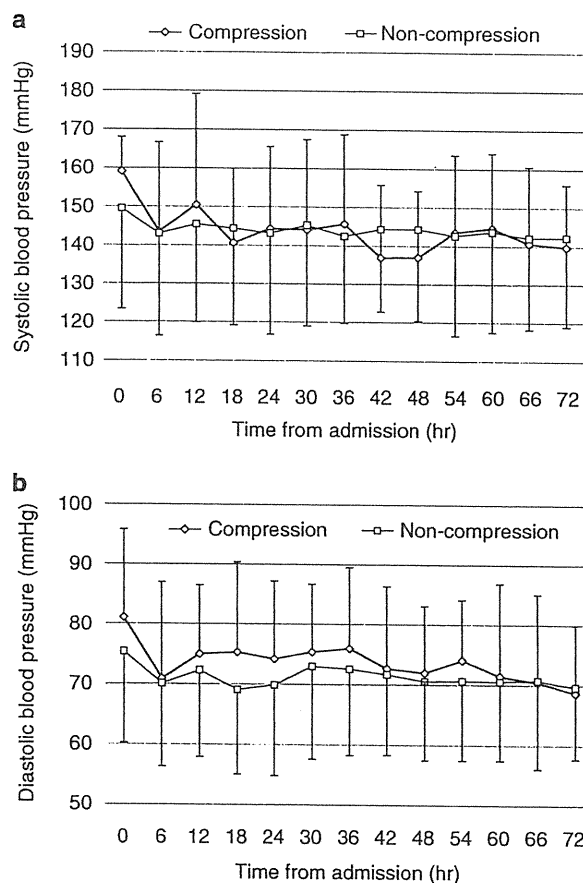 a
Compression Non-compression
Systolic blood pressure (mmHg)
190
180
170
160
150
140
130
120
110
0 6 12 18 24 30 36 42 48 54 60 66 72
Time from admission (hr)
b
Compression Non-compression
Diastolic blood pressure (mmHg)
100
90
80
70
60
50
0 6 12 18 24 30 36 42 48 54 60 66 72
Time from admission (hr)